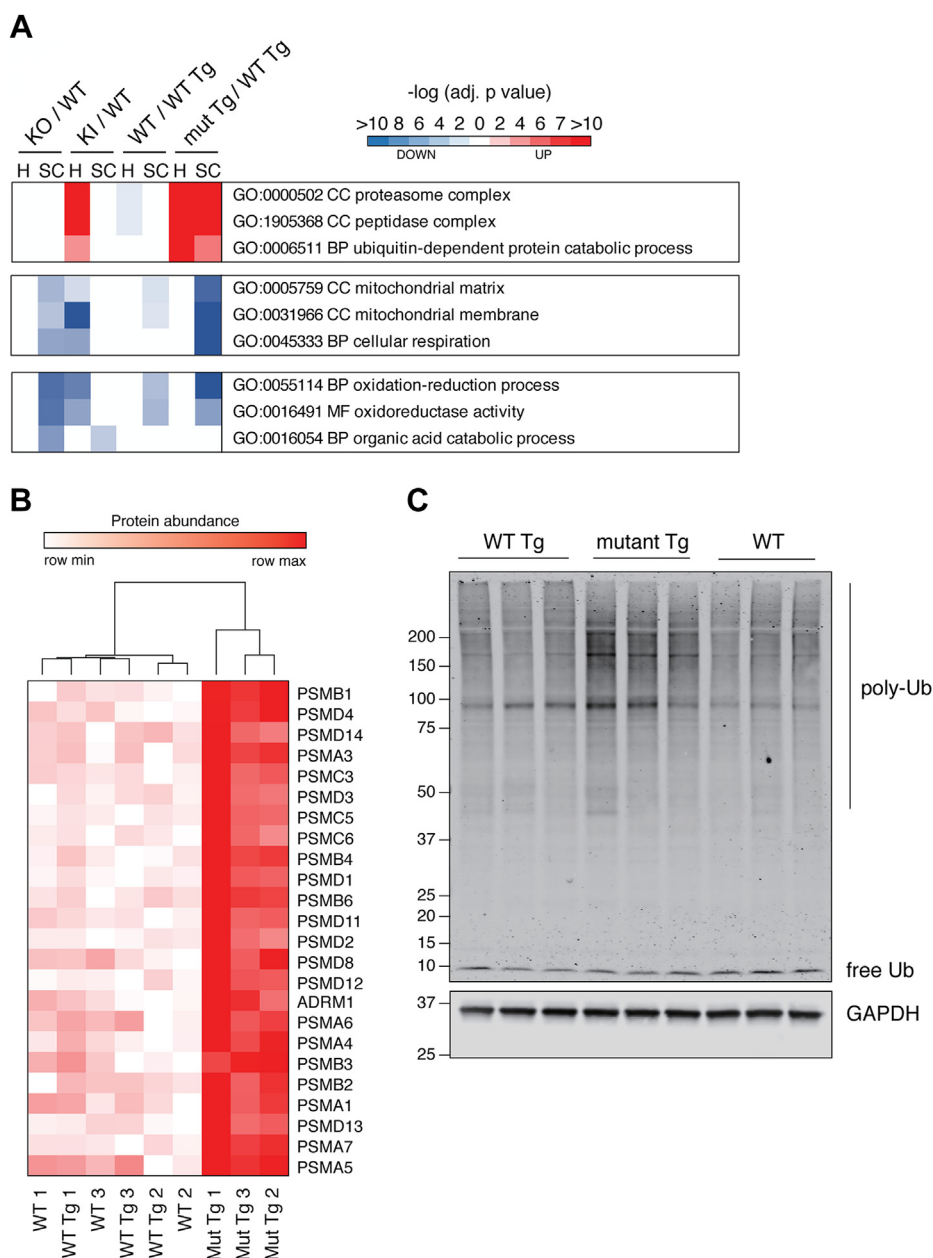 A
KO / WT
KI / WT
WT / WT Tg
mut Tg / WT Tg
-log (adj. p value)
>10 8 6 4 2 0 2 4 6 7 >10
DOWN UP
H SC H SC H SC H SC
GO:0000502 CC proteasome complex
GO:1905368 CC peptidase complex
GO:0006511 BP ubiquitin-dependent protein catabolic process
GO:0005759 CC mitochondrial matrix
GO:0031966 CC mitochondrial membrane
GO:0045333 BP cellular respiration
GO:0055114 BP oxidation-reduction process
GO:0016491 MF oxidoreductase activity
GO:0016054 BP organic acid catabolic process
B
Protein abundance
row min row max
PSMB1
PSMD4
PSMD14
PSMA3
PSMC3
PSMD3
PSMC5
PSMC6
PSMB4
PSMD1
PSMB6
PSMD11
PSMD2
PSMD8
PSMD12
ADRM1
PSMA6
PSMA4
PSMB3
PSMB2
PSMA1
PSMD13
PSMA7
PSMA5
WT 1
WT Tg 1
WT 3
WT Tg 3
WT Tg 2
WT 2
Mut Tg 1
Mut Tg 3
Mut Tg 2
C
WT Tg mutant Tg WT
200
150
100
75
50
37
25
20
15
10
poly-Ub
free Ub
37
25
GAPDH